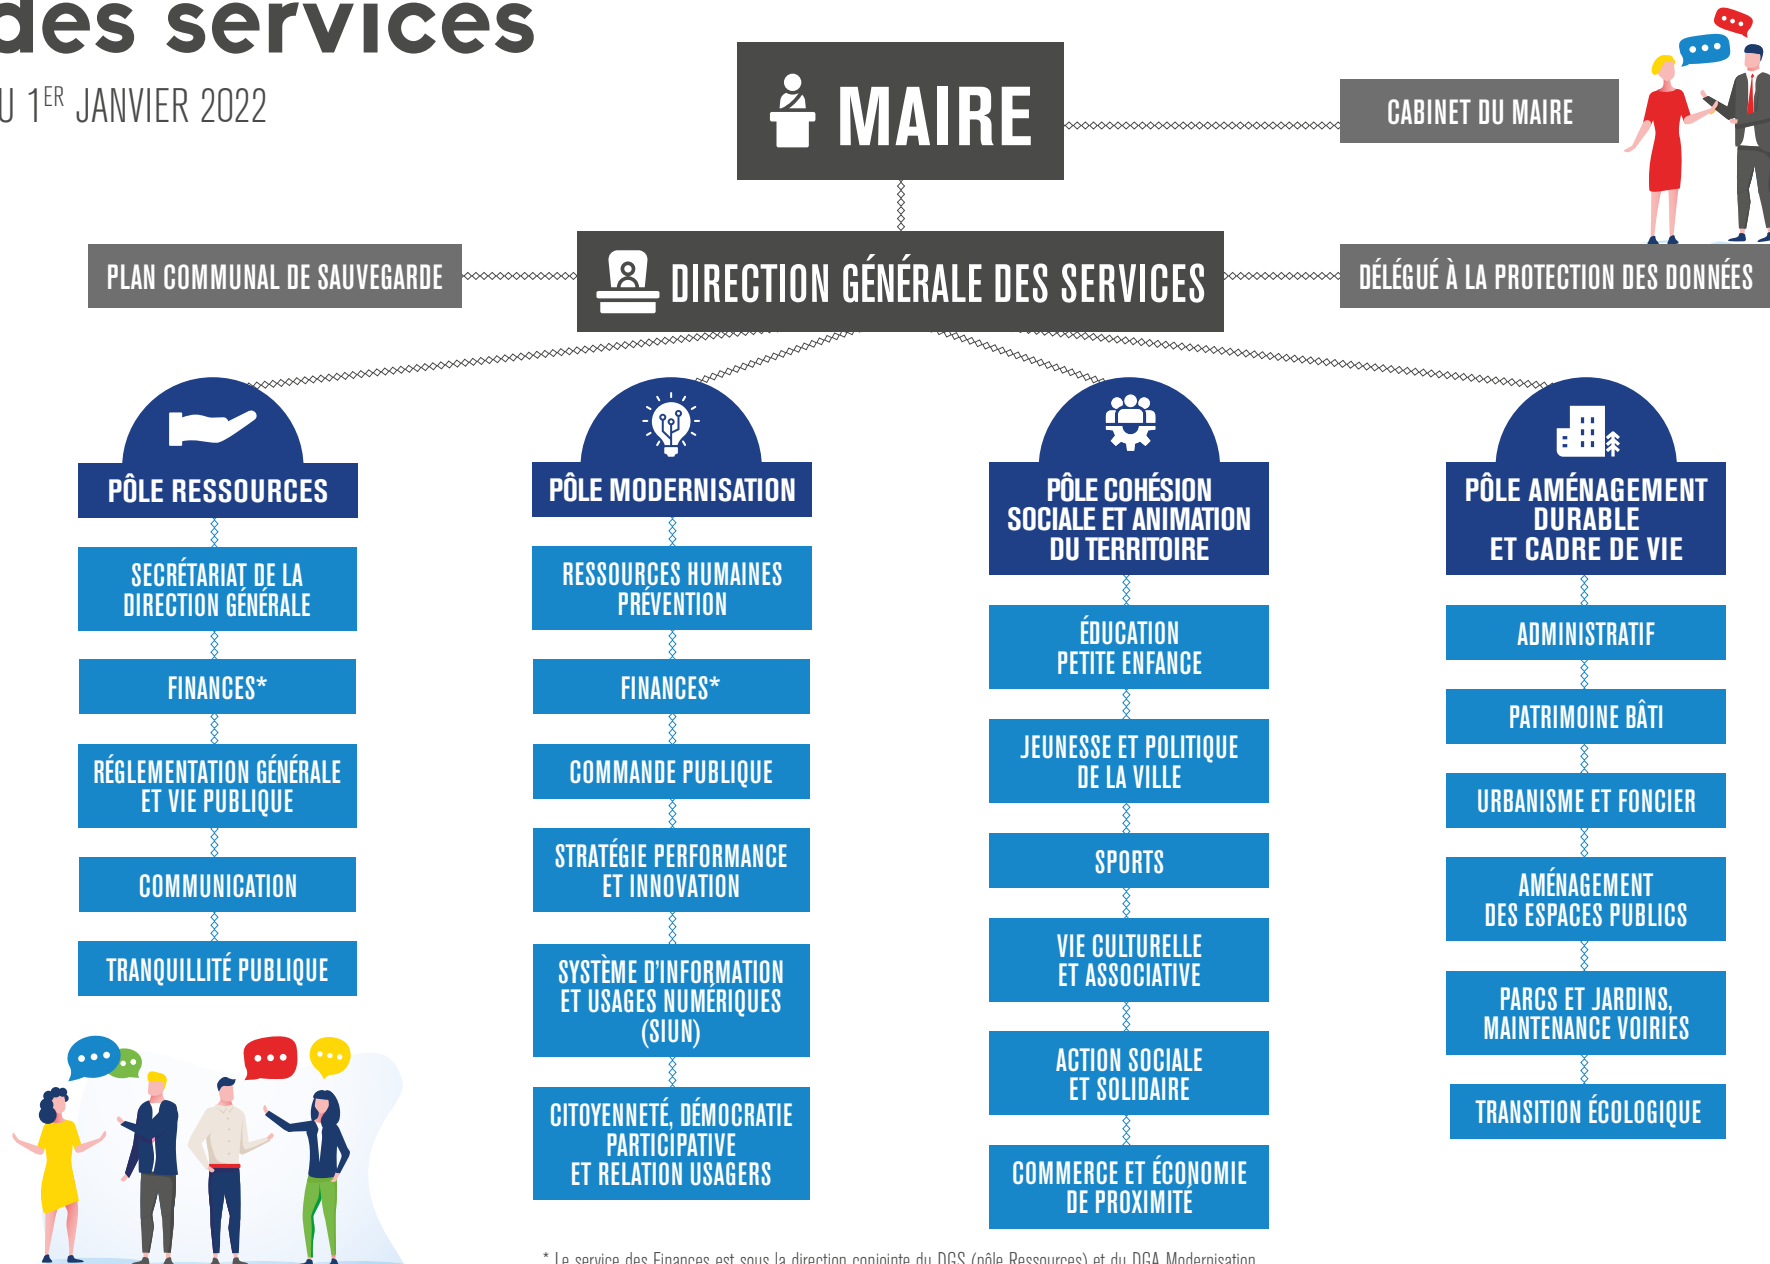 des services
U 1ER JANVIER 2022
MAIRE
CABINET DU MAIRE
PLAN COMMUNAL DE SAUVEGARDE
DIRECTION GÉNÉRALE DES SERVICES
DÉLÉGUÉ À LA PROTECTION DES DONNÉES
PÔLE RESSOURCES
SECRÉTARIAT DE LA
DIRECTION GÉNÉRALE
FINANCES*
RÉGLEMENTATION GÉNÉRALE
ET VIE PUBLIQUE
COMMUNICATION
TRANQUILLITÉ PUBLIQUE
PÔLE MODERNISATION
RESSOURCES HUMAINES
PRÉVENTION
FINANCES*
COMMANDE PUBLIQUE
STRATÉGIE PERFORMANCE
ET INNOVATION
SYSTÈME D'INFORMATION
ET USAGES NUMÉRIQUES
(SIUN)
CITOYENNETÉ, DÉMOCRATIE
PARTICIPATIVE
ET RELATION USAGERS
PÔLE COHÉSION
SOCIALE ET ANIMATION
DU TERRITOIRE
ÉDUCATION
PETITE ENFANCE
JEUNESSE ET POLITIQUE
DE LA VILLE
SPORTS
VIE CULTURELLE
ET ASSOCIATIVE
ACTION SOCIALE
ET SOLIDAIRE
COMMERCE ET ÉCONOMIE
DE PROXIMITÉ
PÔLE AMÉNAGEMENT
DURABLE
ET CADRE DE VIE
ADMINISTRATIF
PATRIMOINE BÂTI
URBANISME ET FONCIER
AMÉNAGEMENT
DES ESPACES PUBLICS
PARCS ET JARDINS,
MAINTENANCE VOIRIES
TRANSITION ÉCOLOGIQUE
* Le service des Finances est sous la direction conjointe du DGS (pôle Ressources) et du DGA Modernisation